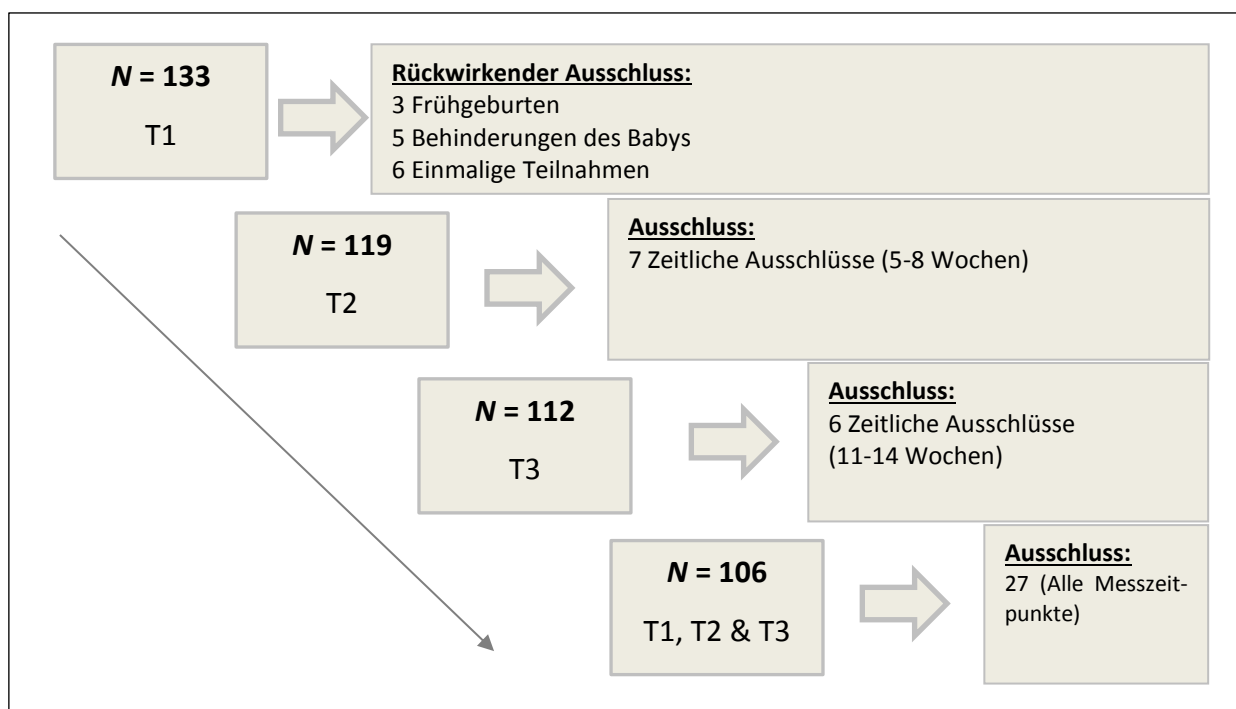 N = 133
T1
Rückwirkender Ausschluss:
3 Frühgeburten
5 Behinderungen des Babys
6 Einmalige Teilnahmen
N = 119
T2
Ausschluss:
7 Zeitliche Ausschlüsse (5-8 Wochen)
N = 112
T3
Ausschluss:
6 Zeitliche Ausschlüsse
(11-14 Wochen)
N = 106
T1, T2 & T3
Ausschluss:
27 (Alle Messzeit-
punkte)